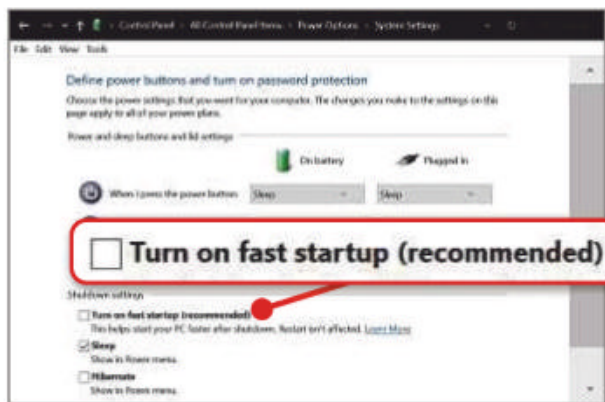 Control Panel › All Control Panel Items › Power Options › System Settings
File Edit View Tools
Define power buttons and turn on password protection
Choose the power settings that you want for your computer. The changes you make to the settings on this
page apply to all of your power plans.
Power and sleep buttons and lid settings
On battery Plugged in
When I press the power button: Sleep Sleep
Turn on fast startup (recommended)
Shutdown settings
Turn on fast startup (recommended)
This helps start your PC faster after shutdown. Restart isn't affected. Learn More
Sleep
Show in Power menu.
Hibernate
Show in Power menu.